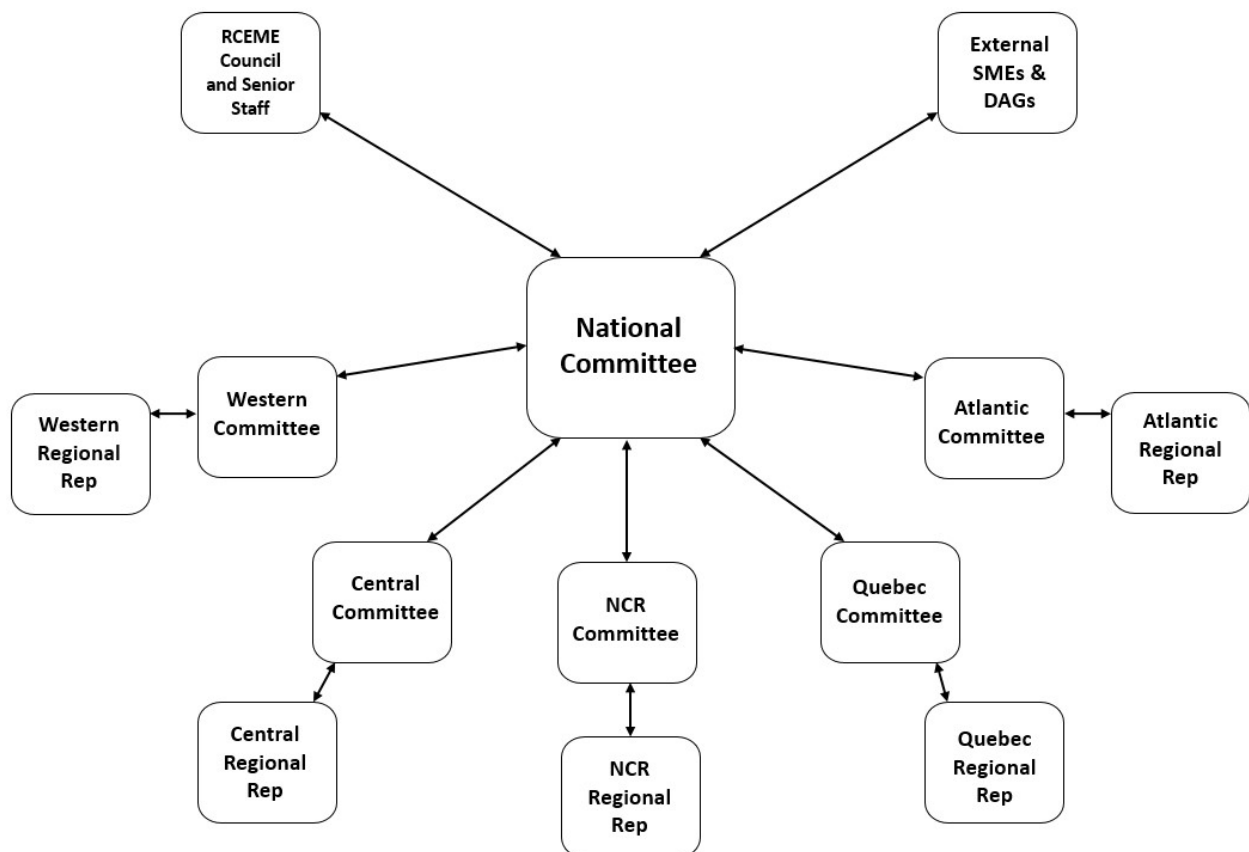 RCEME
Council
and Senior
Staff
External
SMEs &
DAGs
National
Committee
Western
Committee
Western
Regional
Rep
Atlantic
Committee
Atlantic
Regional
Rep
Central
Committee
NCR
Committee
Quebec
Committee
Central
Regional
Rep
NCR
Regional
Rep
Quebec
Regional
Rep